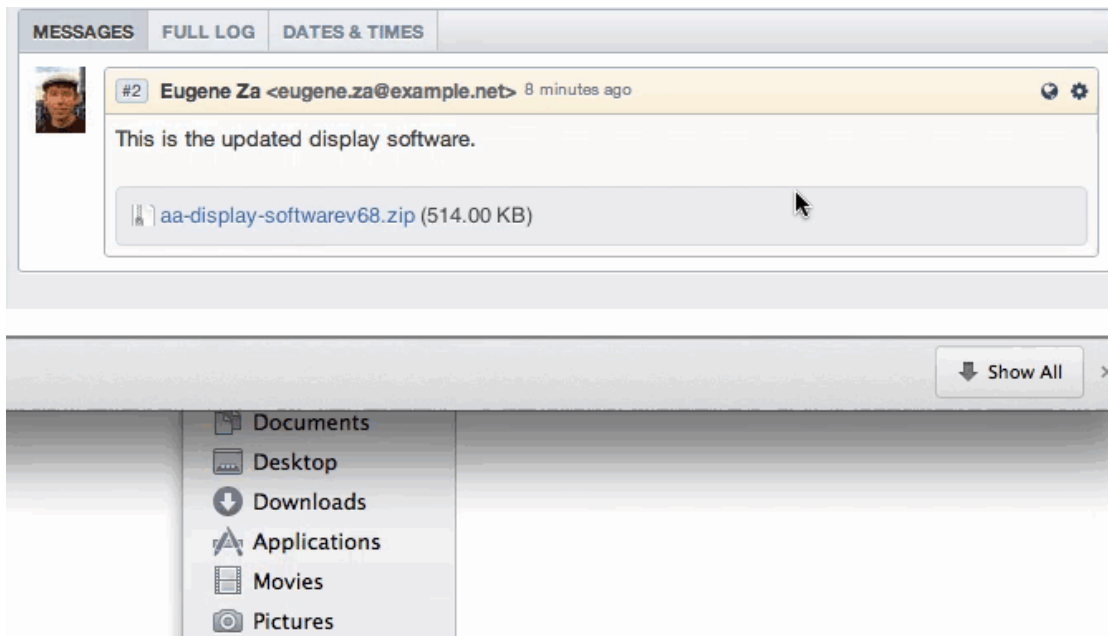 MESSAGES FULL LOG DATES & TIMES
#2 Eugene Za <eugene.za@example.net> 8 minutes ago
This is the updated display software.
aa-display-softwarev68.zip (514.00 KB)
Show All
Documents
Desktop
Downloads
Applications
Movies
Pictures